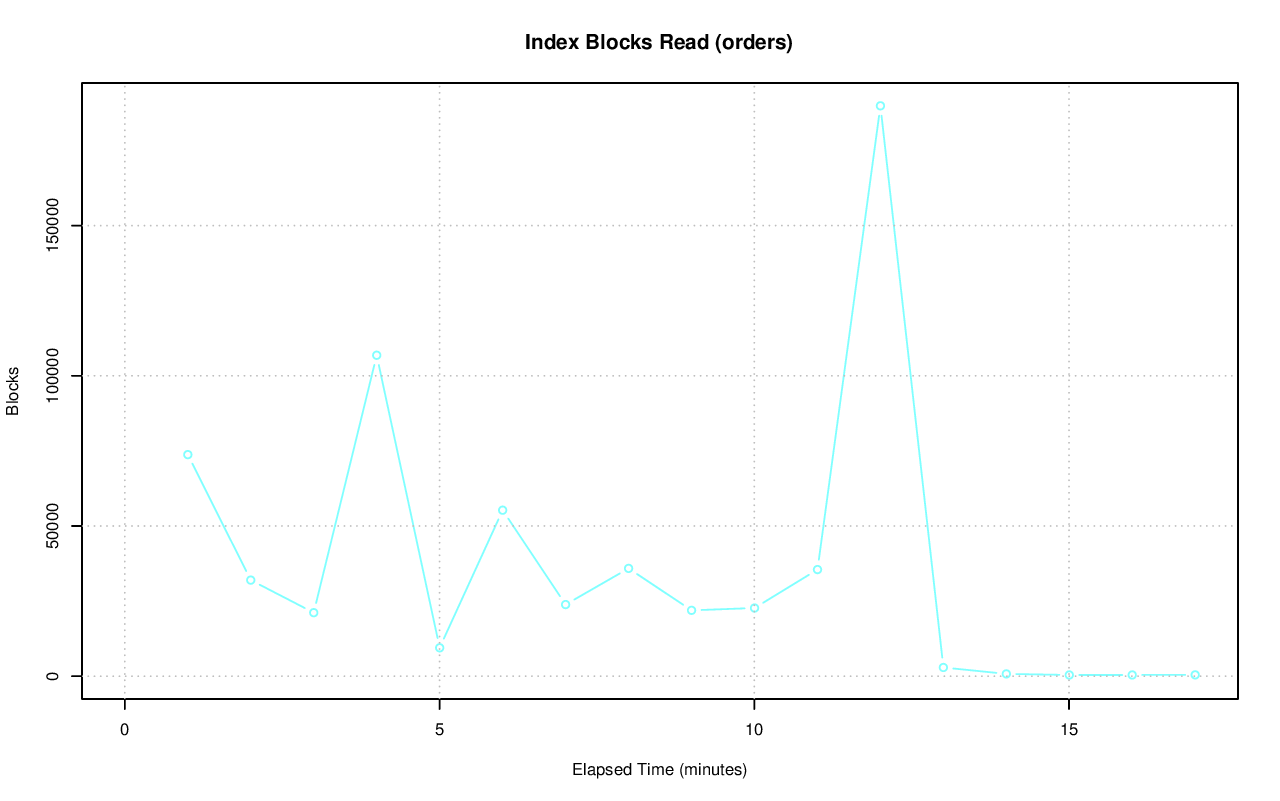 Index Blocks Read (orders)
150000
100000
50000
0
Blocks
0 5 10 15
Elapsed Time (minutes)